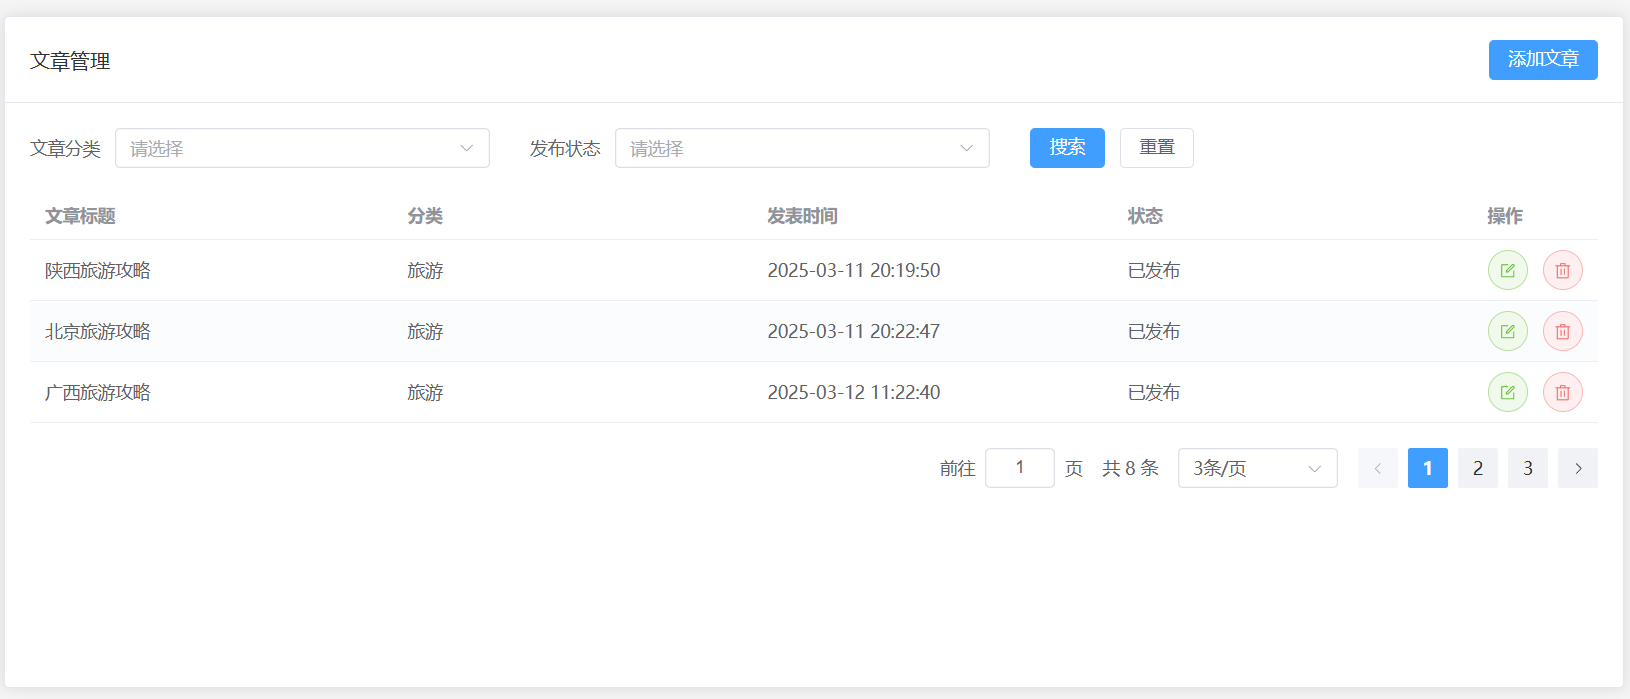 文章管理 添加文章
文章分类 请选择 发布状态 请选择 搜索 重置
文章标题 分类 发表时间 状态 操作
陕西旅游攻略 旅游 2025-03-11 20:19:50 已发布
北京旅游攻略 旅游 2025-03-11 20:22:47 已发布
广西旅游攻略 旅游 2025-03-12 11:22:40 已发布
前往 1 页 共 8 条 3条/页 1 2 3